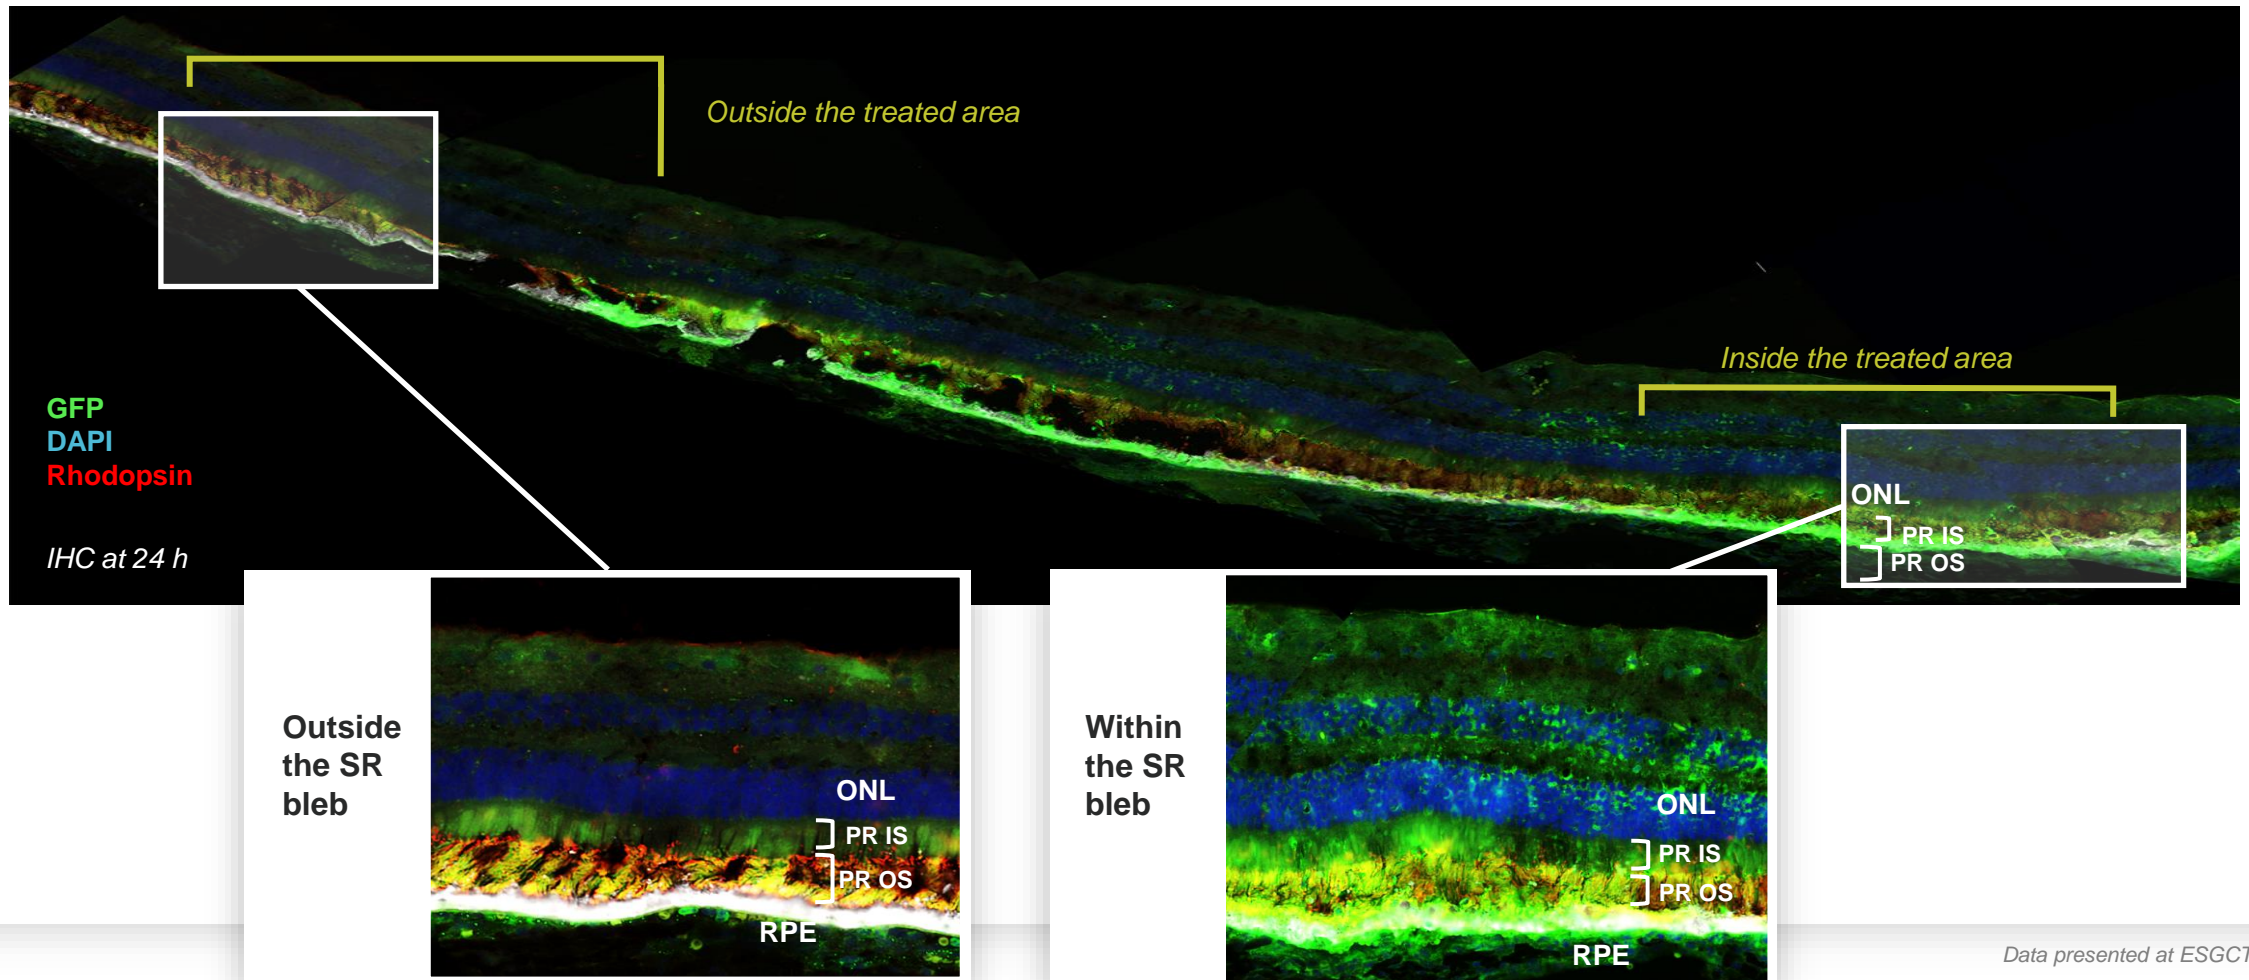 Outside the treated area
Inside the treated area
GFP
DAPI
Rhodopsin
IHC at 24 h
ONL
PR IS
PR OS
Outside
the SR
bleb
ONL
PR IS
PR OS
RPE
Within
the SR
bleb
ONL
PR IS
PR OS
RPE
Data presented at ESGCT